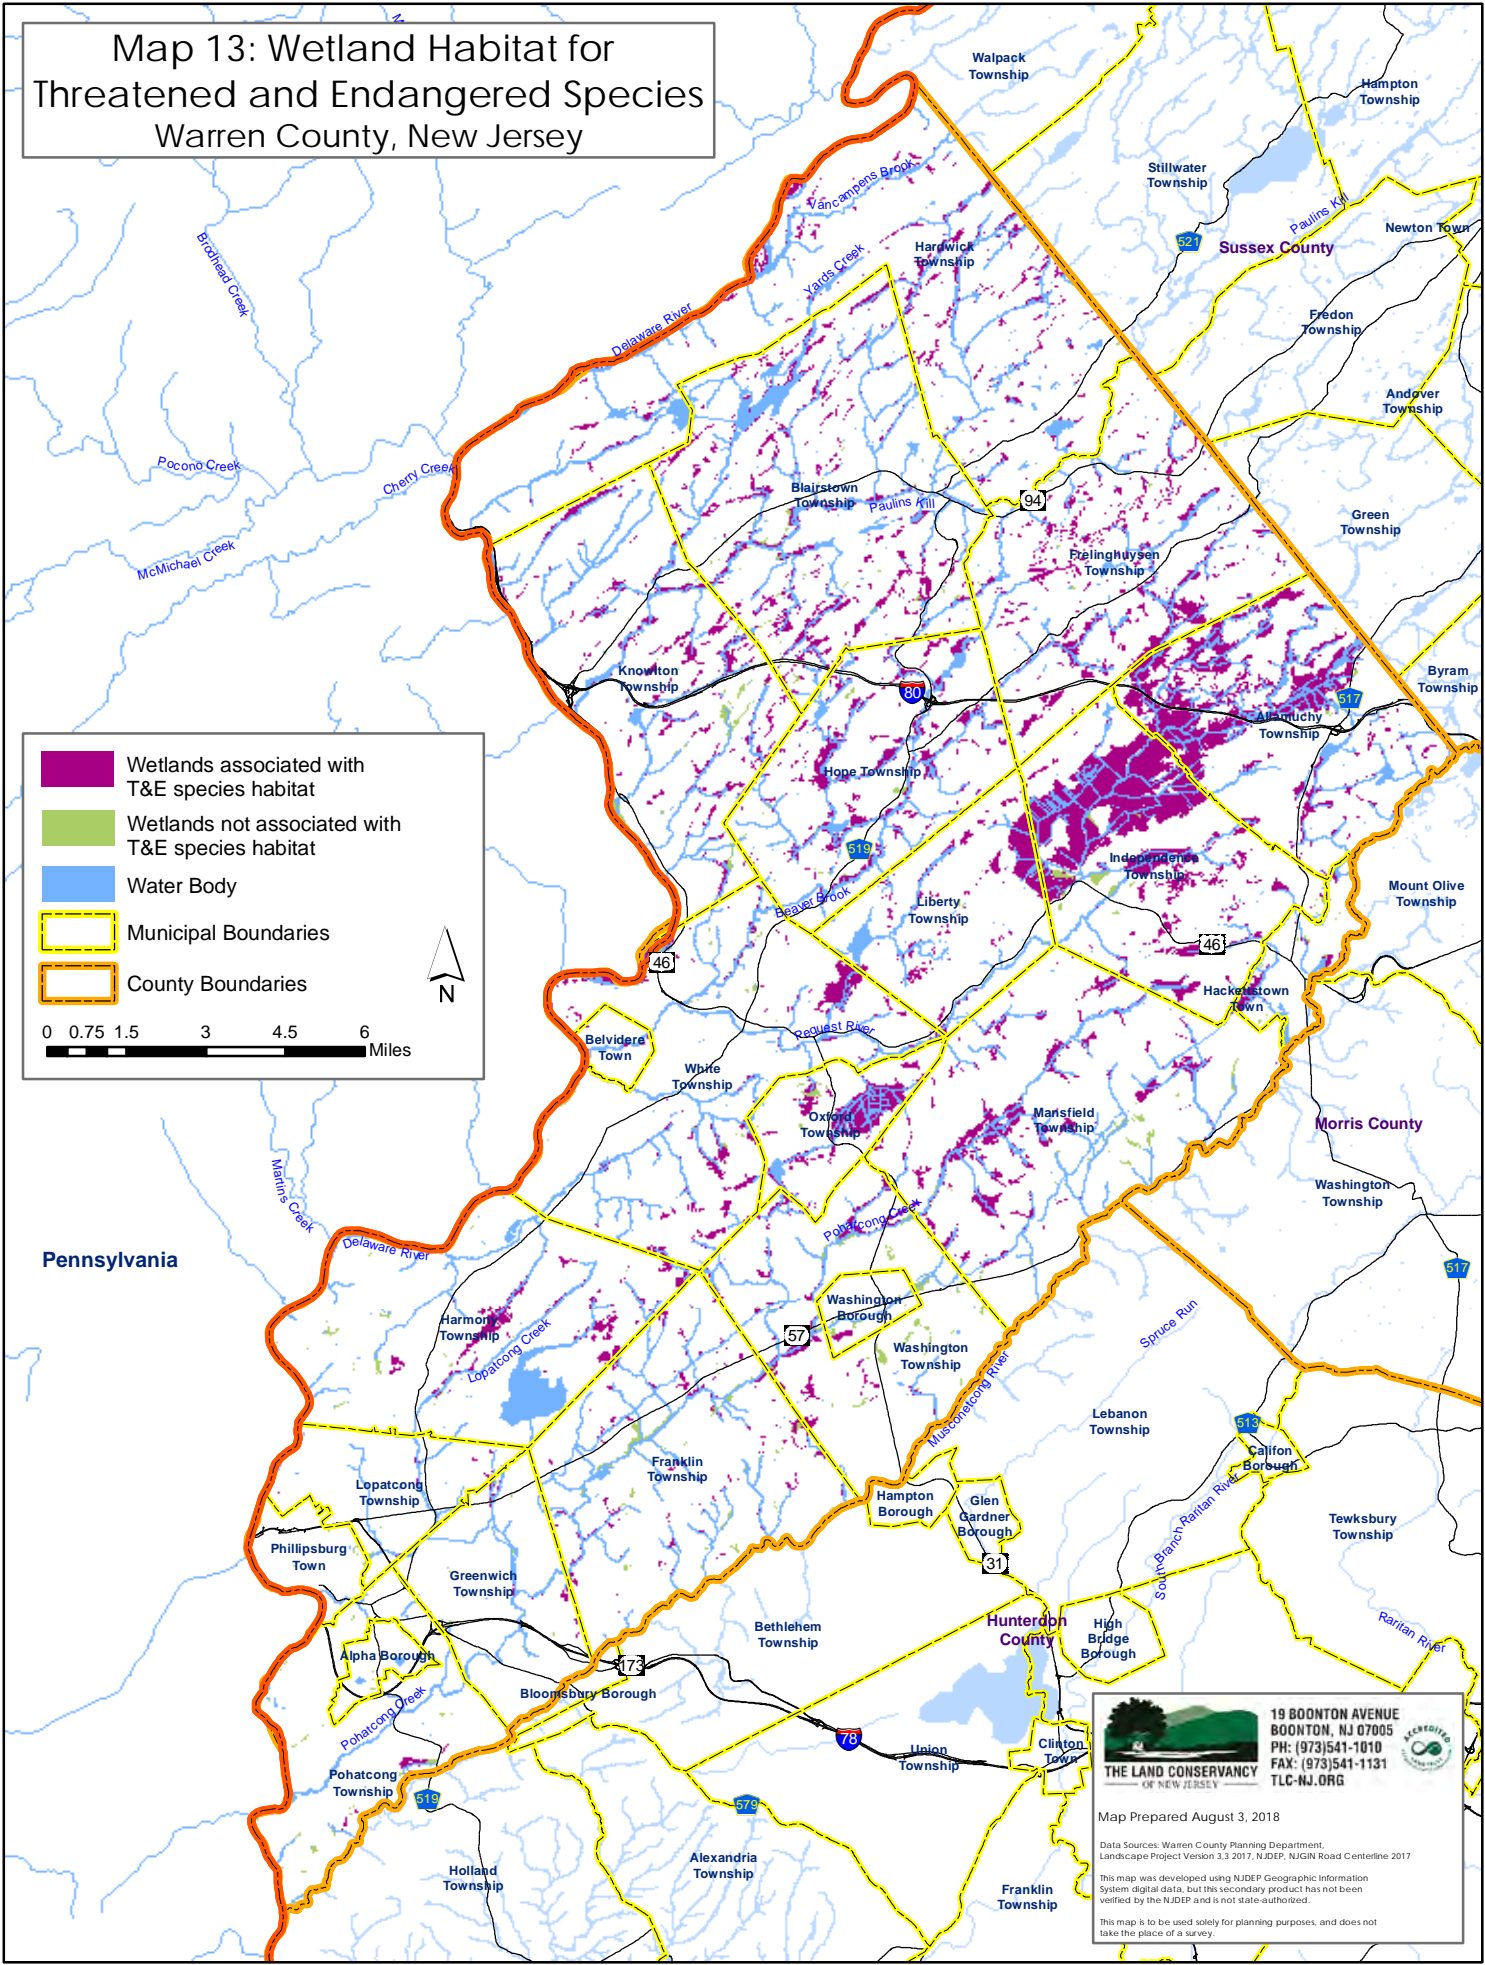 Map 13: Wetland Habitat for
Threatened and Endangered Species
Warren County, New Jersey
Walpack
Township
Hampton
Township
Stillwater
Township
Vancampens Brook
Paulins Kill
521
Sussex County
Newton Town
Brodhead Creek
Hardwick
Township
Yards Creek
Delaware River
Fredon
Township
Andover
Township
Pocono Creek
Cherry Creek
McMichael Creek
Blairstown
Township
Paulins Kill
94
Green
Township
Frelinghuysen
Township
Knowlton
Township
80
Byram
Township
517
Allamuchy
Township
Hope Township
519
Independence
Township
Mount Olive
Township
Beaver Brook
Liberty
Township
46
46
Hackettstown
Town
Wetlands associated with
T&E species habitat
Wetlands not associated with
T&E species habitat
Water Body
Municipal Boundaries
County Boundaries
N
0 0.75 1.5 3 4.5 6
Miles
Request River
Belvidere
Town
White
Township
Oxford
Township
Mansfield
Township
Morris County
Washington
Township
Martins Creek
Pohatcong Creek
Delaware River
Pennsylvania
517
Washington
Borough
Harmony
Township
Lopatcong Creek
57
Washington
Township
Spruce Run
Musconetcong River
Lebanon
Township
513
Califon
Borough
Franklin
Township
Lopatcong
Township
Hampton
Borough
Glen
Gardner
Borough
South Branch Raritan River
Tewksbury
Township
Phillipsburg
Town
31
Greenwich
Township
Bethlehem
Township
Hunterdon
County
High
Bridge
Borough
Raritan River
Alpha Borough
173
Bloomsbury Borough
Pohatcong Creek
78
Union
Township
Clinton
Town
Pohatcong
Township
519
579
Holland
Township
Alexandria
Township
Franklin
Township
THE LAND CONSERVANCY
OF NEW JERSEY
19 BOONTON AVENUE
BOONTON, NJ 07005
PH: (973)541-1010
FAX: (973)541-1131
TLC-NJ.ORG
ACCREDITED
Map Prepared August 3, 2018
Data Sources: Warren County Planning Department,
Landscape Project Version 3.3 2017, NJDEP, NJGIN Road Centerline 2017
This map was developed using NJDEP Geographic Information
System digital data, but this secondary product has not been
verified by the NJDEP and is not state-authorized.
This map is to be used solely for planning purposes, and does not
take the place of a survey.